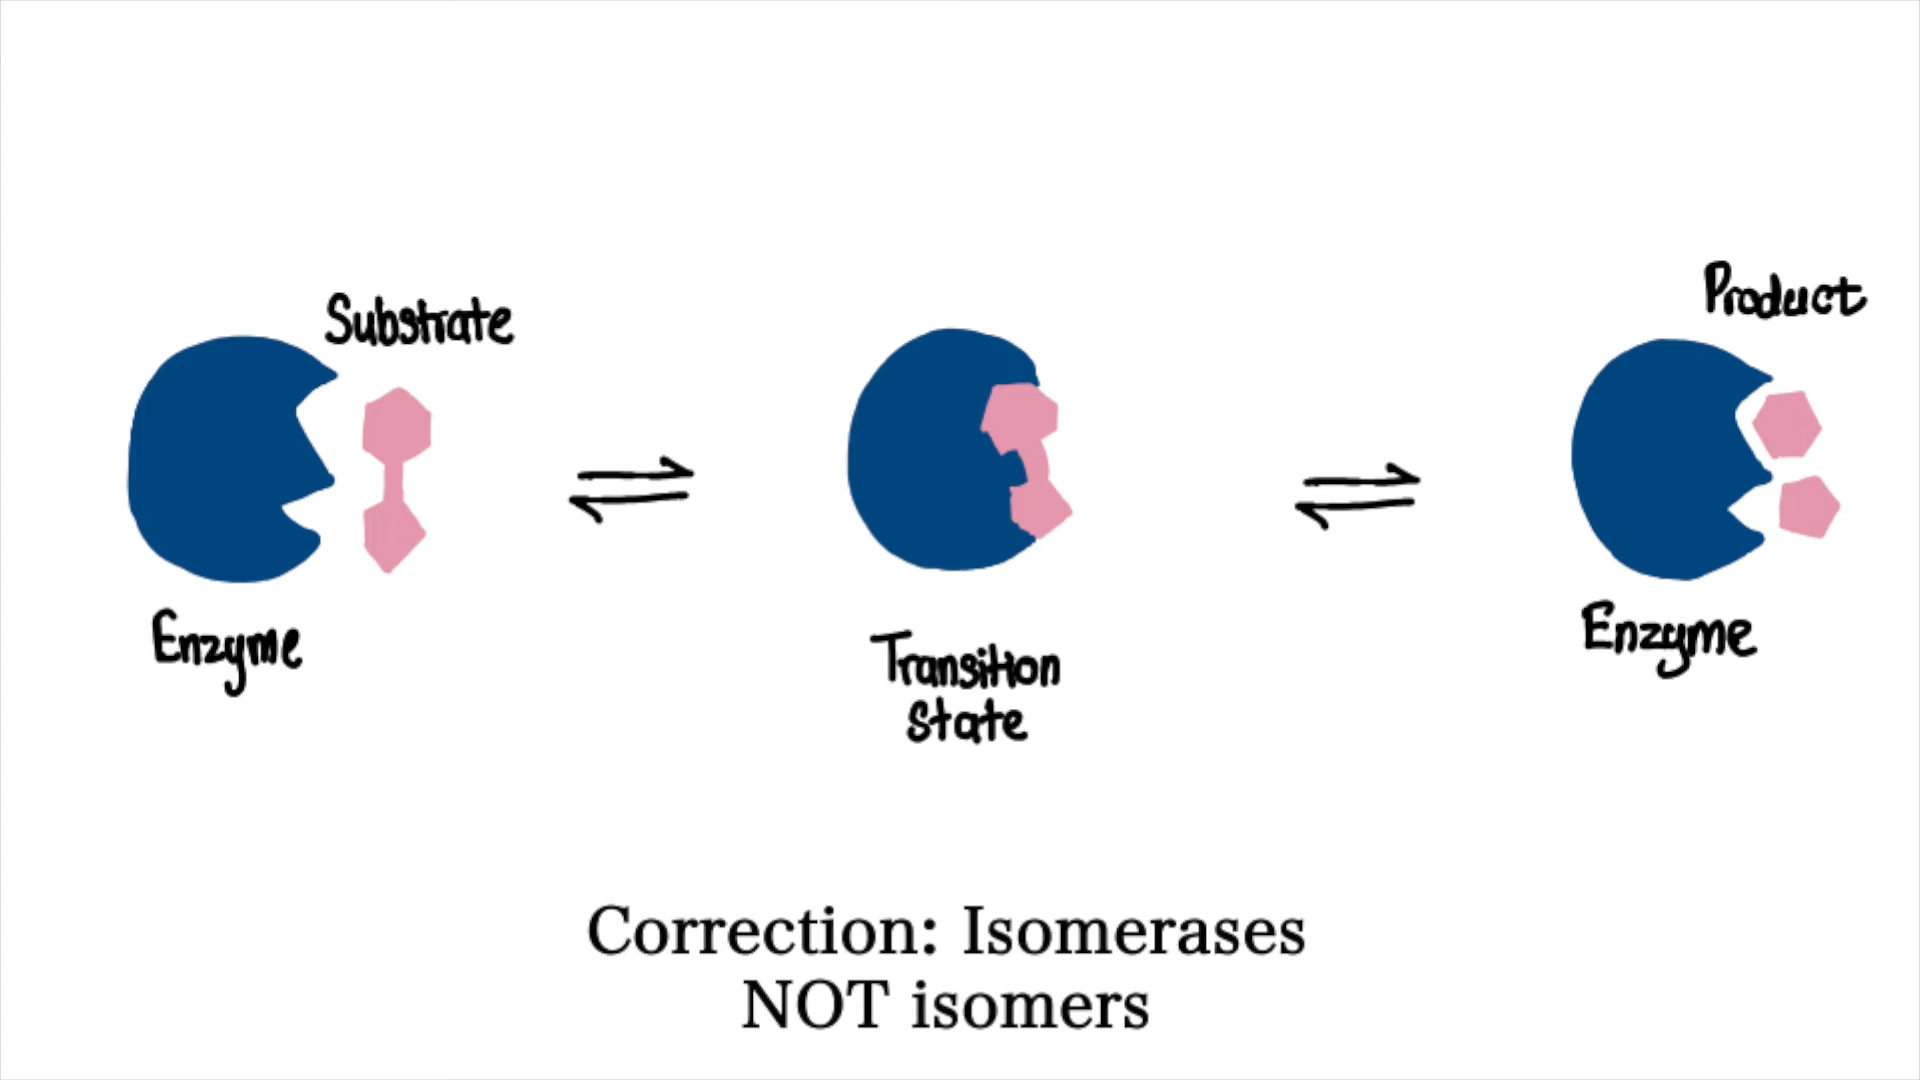 Substrate
Enzyme
Transition
State
Product
Enzyme
Correction: Isomerases
NOT isomers